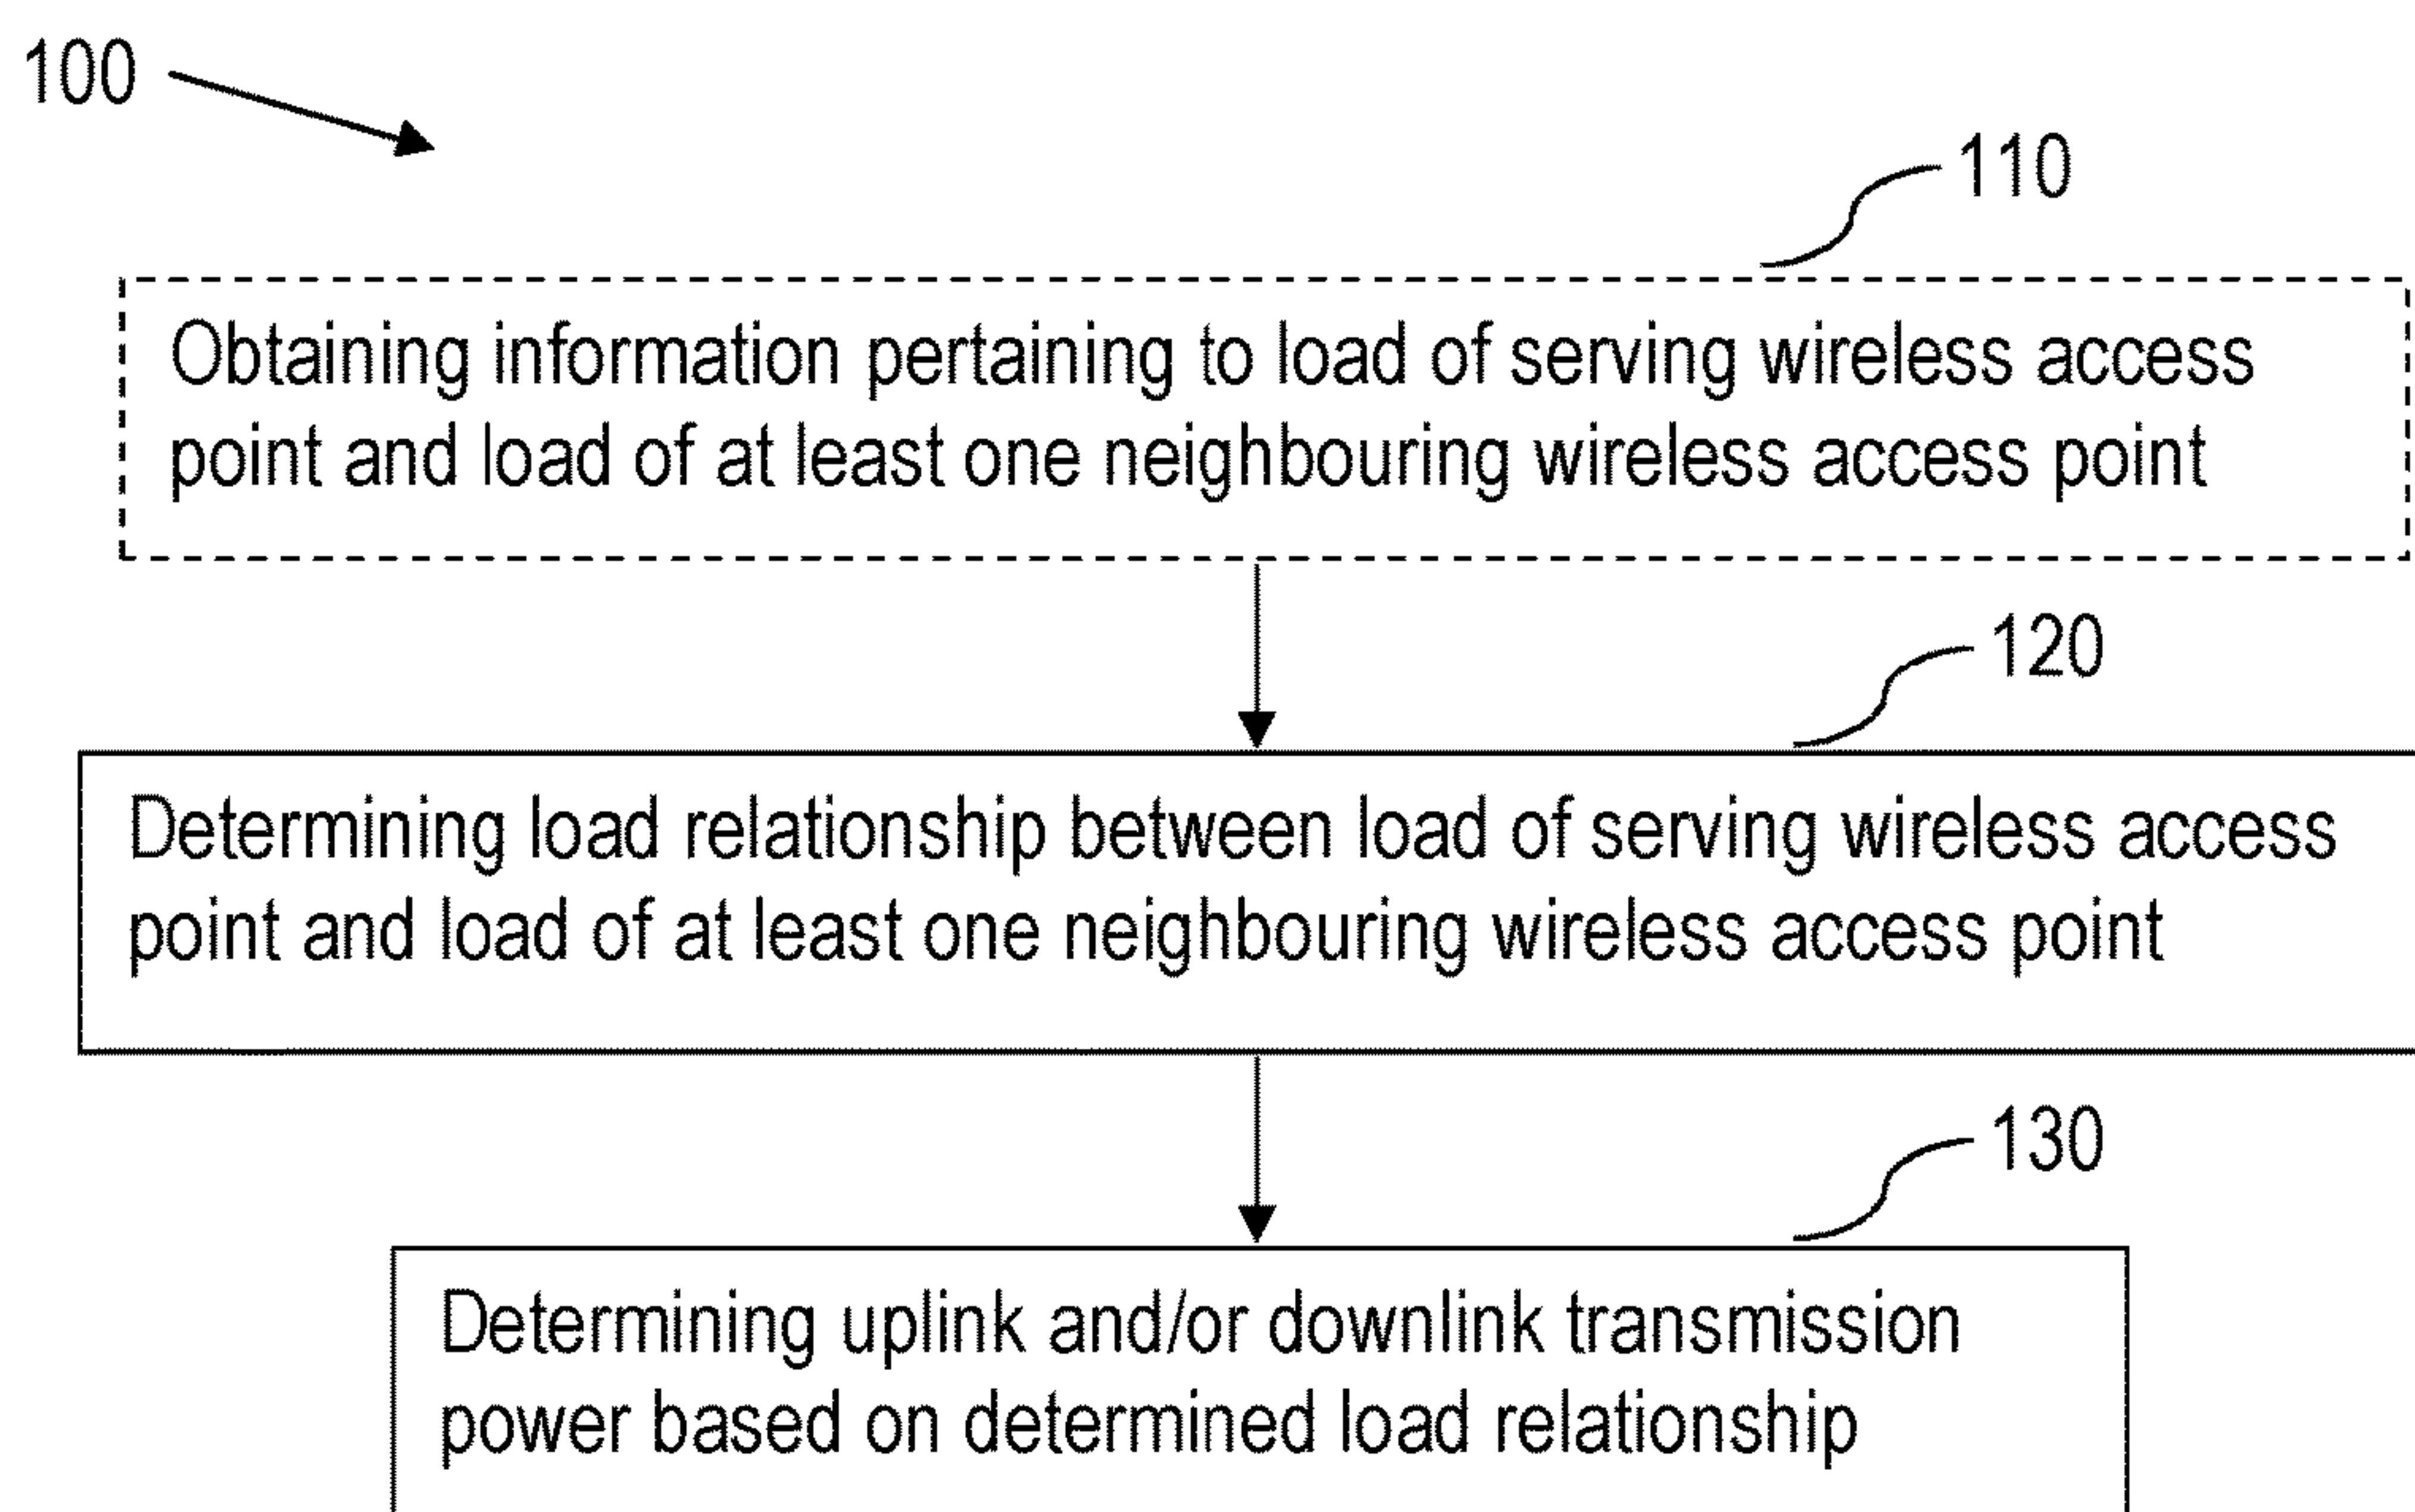 100
110
Obtaining information pertaining to load of serving wireless access
point and load of at least one neighbouring wireless access point
120
Determining load relationship between load of serving wireless access
point and load of at least one neighbouring wireless access point
130
Determining uplink and/or downlink transmission
power based on determined load relationship